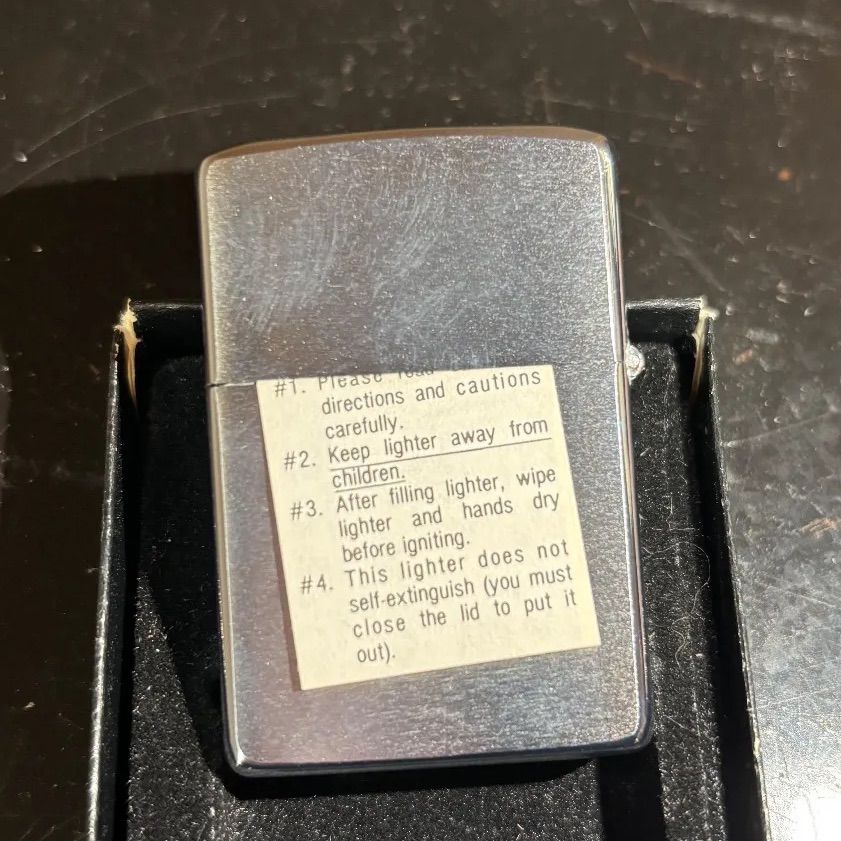 #1. Please read
directions and cautions
carefully.
#2. Keep lighter away from
children.
#3. After filling lighter, wipe
lighter and hands dry
before igniting.
#4. This lighter does not
self-extinguish (you must
close the lid to put it
out).